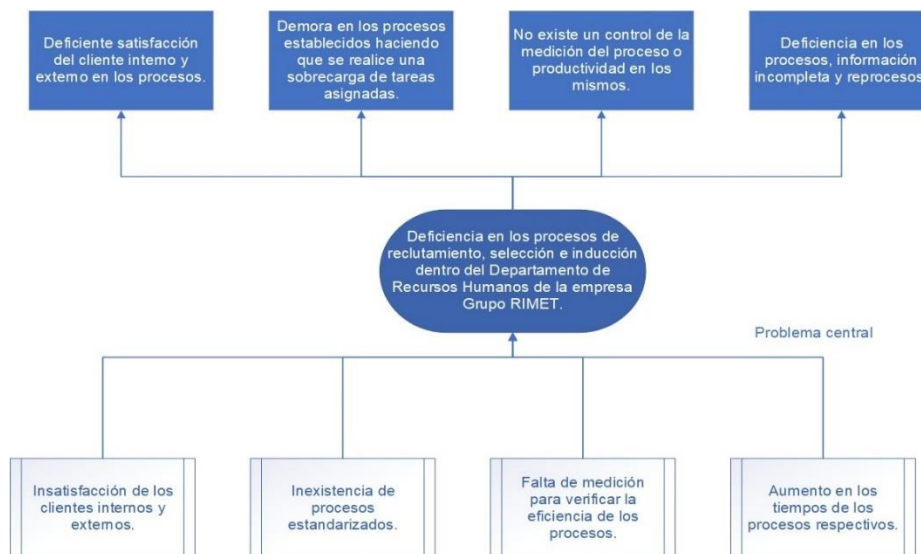 Deficiente satisfacción
del cliente interno y
externo en los procesos.
Demora en los procesos
establecidos haciendo
que se realice una
sobrecarga de tareas
asignadas.
No existe un control de la
medición del proceso o
productividad en los
mismos.
Deficiencia en los
procesos, información
incompleta y reprocesos
Deficiencia en los procesos de
reclutamiento, selección e inducción
dentro del Departamento de
Recursos Humanos de la empresa
Grupo RIMET.
Problema central
Insatisfacción de los
clientes internos y
externos.
Inexistencia de
procesos
estandarizados.
Falta de medición
para verificar la
eficiencia de los
procesos.
Aumento en los
tiempos de los
procesos respectivos.